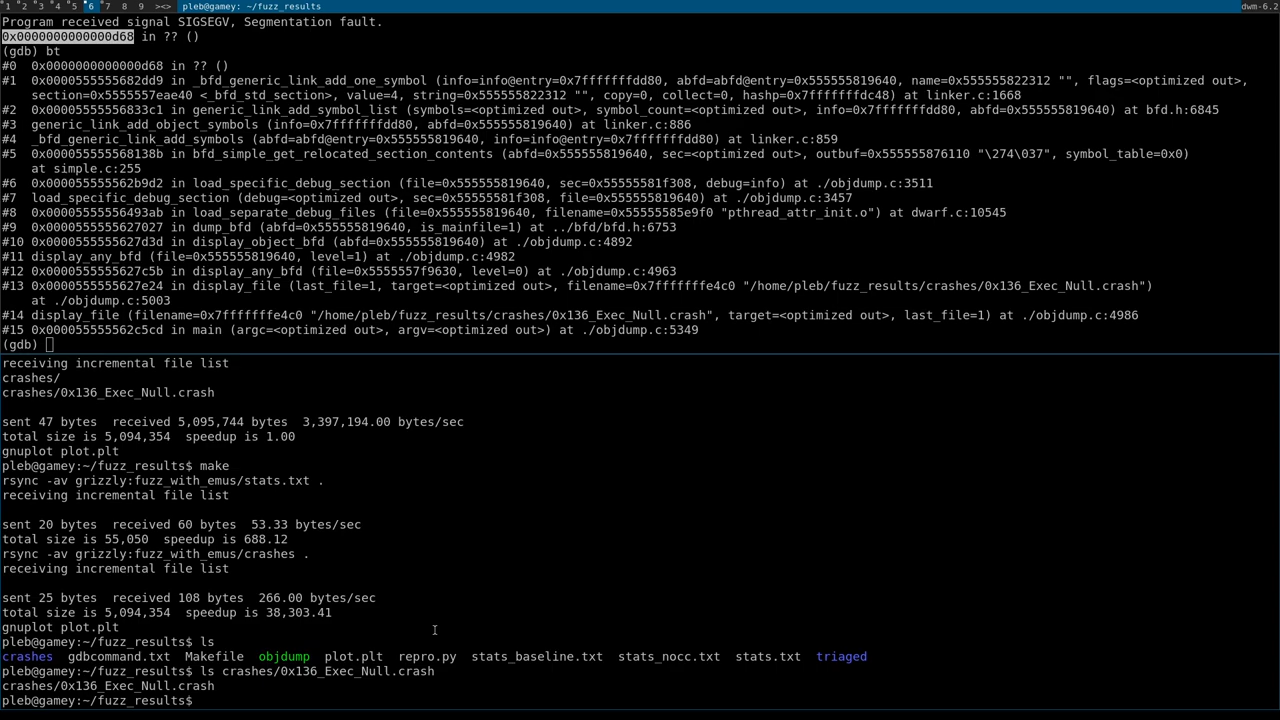 1 2 3 4 5 6 7 8 9 ><> pleb@gamey: ~/fuzz_results dwm-6.2
Program received signal SIGSEGV, Segmentation fault.
0x0000000000000d68 in ?? ()
(gdb) bt
#0  0x0000000000000d68 in ?? ()
#1  0x0000555555682dd9 in _bfd_generic_link_add_one_symbol (info=info@entry=0x7fffffffdd80, abfd=abfd@entry=0x555555819640, name=0x555555822312 "", flags=<optimized out>,
    section=0x5555557eae40 <_bfd_std_section>, value=4, string=0x555555822312 "", copy=0, collect=0, hashp=0x7fffffffdc48) at linker.c:1668
#2  0x00005555556833c1 in generic_link_add_symbol_list (symbols=<optimized out>, symbol_count=<optimized out>, info=0x7fffffffdd80, abfd=0x555555819640) at bfd.h:6845
#3  generic_link_add_object_symbols (info=0x7fffffffdd80, abfd=0x555555819640) at linker.c:886
#4  _bfd_generic_link_add_symbols (abfd=abfd@entry=0x555555819640, info=info@entry=0x7fffffffdd80) at linker.c:859
#5  0x000055555568138b in bfd_simple_get_relocated_section_contents (abfd=0x555555819640, sec=<optimized out>, outbuf=0x555555876110 "\274\037", symbol_table=0x0)
    at simple.c:255
#6  0x000055555562b9d2 in load_specific_debug_section (file=0x555555819640, sec=0x55555581f308, debug=info) at ./objdump.c:3511
#7  load_specific_debug_section (debug=<optimized out>, sec=0x55555581f308, file=0x555555819640) at ./objdump.c:3457
#8  0x00005555556493ab in load_separate_debug_files (file=0x555555819640, filename=0x55555585e9f0 "pthread_attr_init.o") at dwarf.c:10545
#9  0x0000555555627027 in dump_bfd (abfd=0x555555819640, is_mainfile=1) at ../bfd/bfd.h:6753
#10 0x0000555555627d3d in display_object_bfd (abfd=0x555555819640) at ./objdump.c:4892
#11 display_any_bfd (file=0x555555819640, level=1) at ./objdump.c:4982
#12 0x0000555555627c5b in display_any_bfd (file=0x5555557f9630, level=0) at ./objdump.c:4963
#13 0x0000555555627e24 in display_file (last_file=1, target=<optimized out>, filename=0x7fffffffe4c0 "/home/pleb/fuzz_results/crashes/0x136_Exec_Null.crash")
    at ./objdump.c:5003
#14 display_file (filename=0x7fffffffe4c0 "/home/pleb/fuzz_results/crashes/0x136_Exec_Null.crash", target=<optimized out>, last_file=1) at ./objdump.c:4986
#15 0x000055555562c5cd in main (argc=<optimized out>, argv=<optimized out>) at ./objdump.c:5349
(gdb)
receiving incremental file list
crashes/
crashes/0x136_Exec_Null.crash
sent 47 bytes  received 5,095,744 bytes  3,397,194.00 bytes/sec
total size is 5,094,354  speedup is 1.00
gnuplot plot.plt
pleb@gamey:~/fuzz_results$ make
rsync -av grizzly:fuzz_with_emus/stats.txt .
receiving incremental file list
sent 20 bytes  received 60 bytes  53.33 bytes/sec
total size is 55,050  speedup is 688.12
rsync -av grizzly:fuzz_with_emus/crashes .
receiving incremental file list
sent 25 bytes  received 108 bytes  266.00 bytes/sec
total size is 5,094,354  speedup is 38,303.41
gnuplot plot.plt
pleb@gamey:~/fuzz_results$ ls
crashes  gdbcommand.txt  Makefile  objdump  plot.plt  repro.py  stats_baseline.txt  stats_nocc.txt  stats.txt  triaged
pleb@gamey:~/fuzz_results$ ls crashes/0x136_Exec_Null.crash
crashes/0x136_Exec_Null.crash
pleb@gamey:~/fuzz_results$